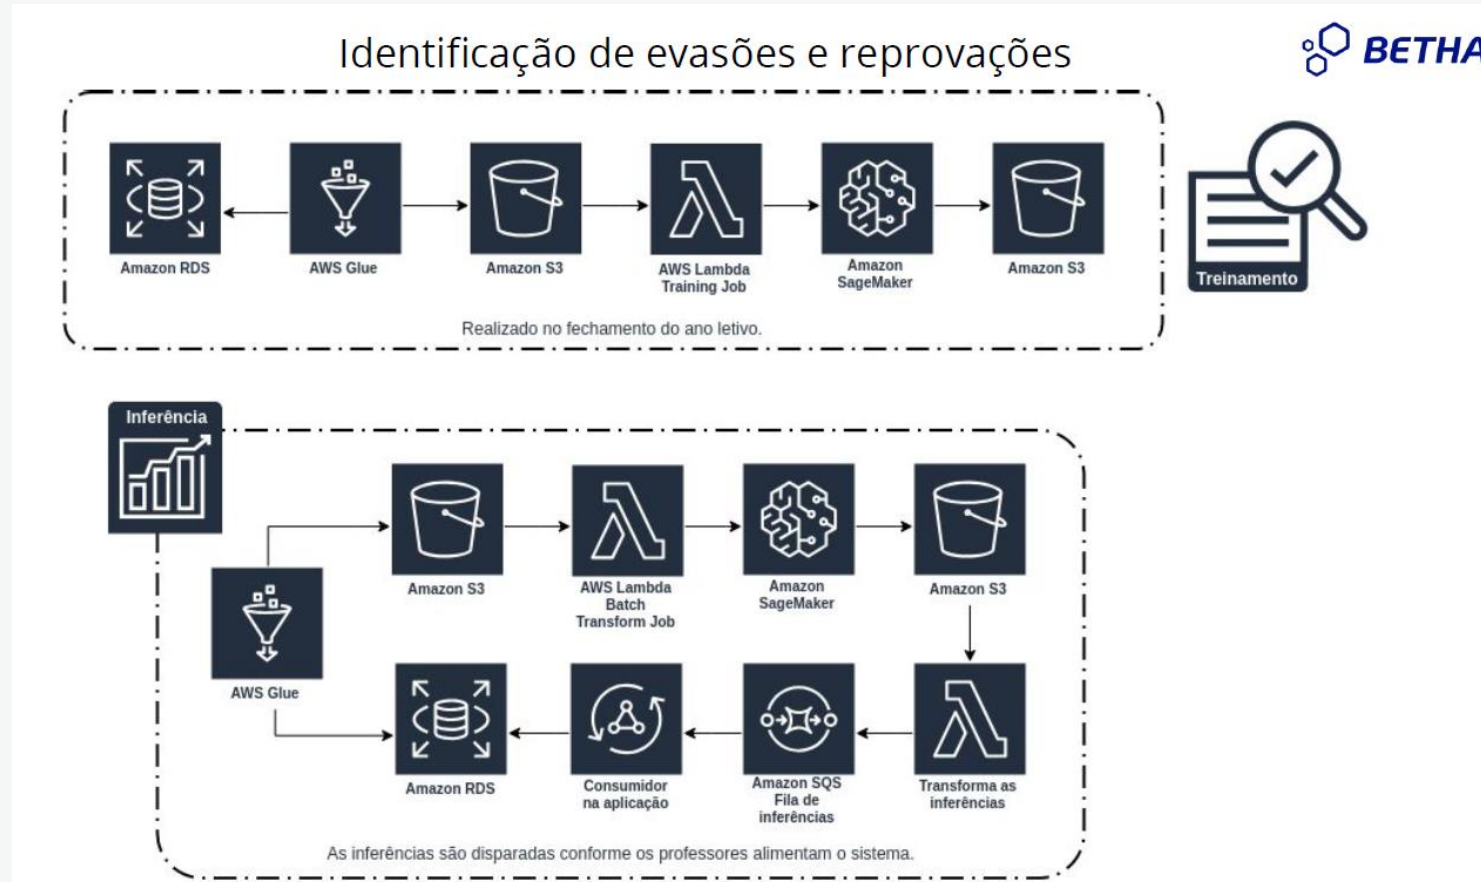 Identificação de evasões e reprovações
BETHA
Amazon RDS
AWS Glue
Amazon S3
AWS Lambda
Training Job
Amazon
SageMaker
Amazon S3
Treinamento
Realizado no fechamento do ano letivo.
Inferência
Amazon S3
AWS Lambda
Batch
Transform Job
Amazon
SageMaker
Amazon S3
AWS Glue
Amazon RDS
Consumidor
na aplicação
Amazon SQS
Fila de
inferências
Transforma as
inferências
As inferências são disparadas conforme os professores alimentam o sistema.